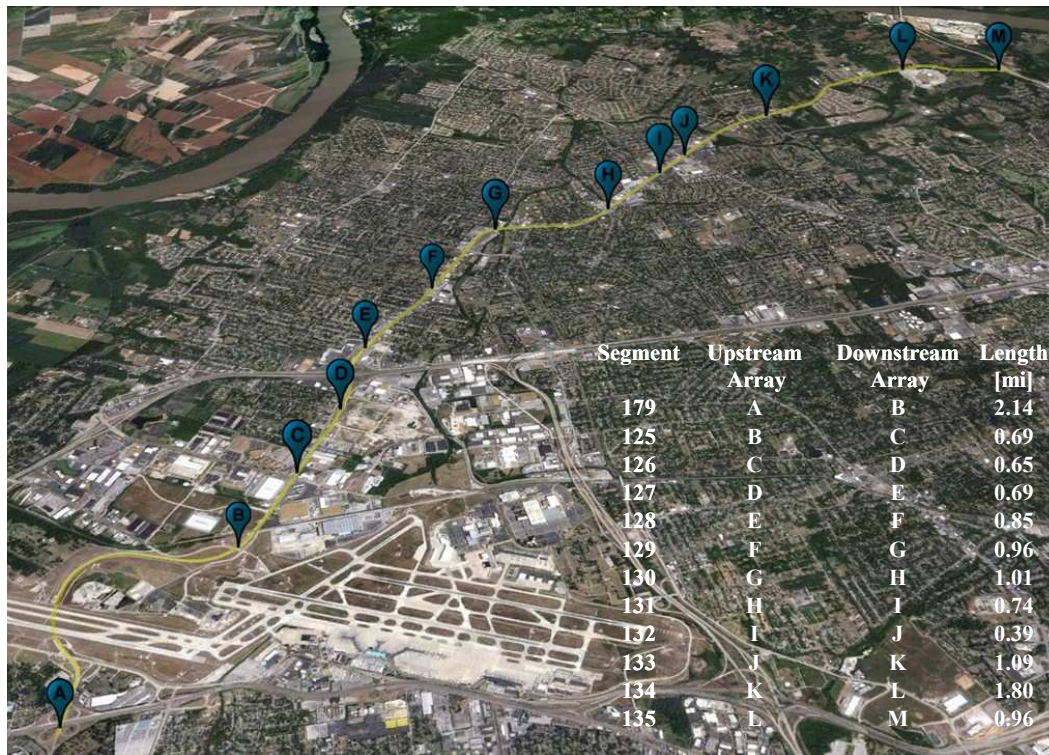 L
M
K
J
I
H
G
F
E
D
C
B
A
Segment Upstream Array Downstream Array Length [mi]
179 A B 2.14
125 B C 0.69
126 C D 0.65
127 D E 0.69
128 E F 0.85
129 F G 0.96
130 G H 1.01
131 H I 0.74
132 I J 0.39
133 J K 1.09
134 K L 1.80
135 L M 0.96